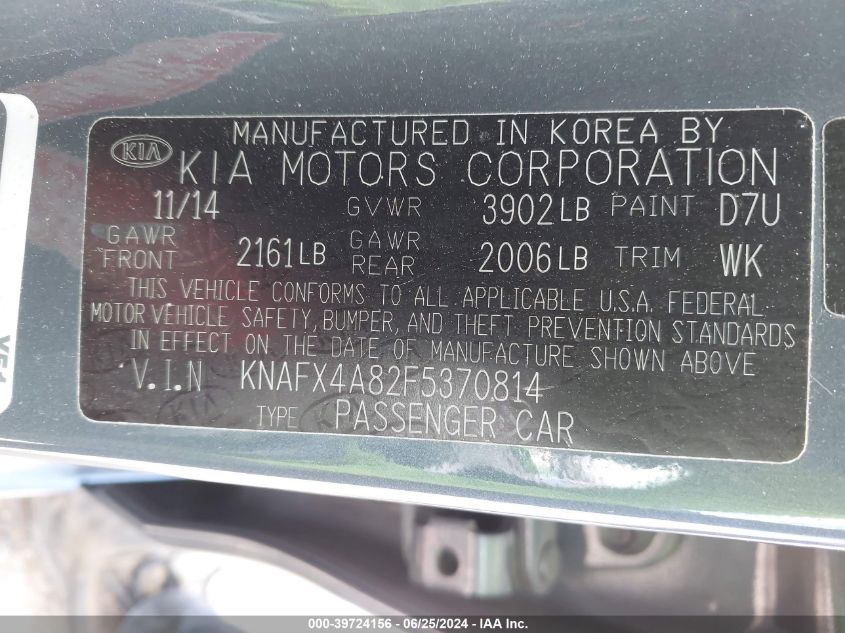 MANUFACTURED IN KOREA BY
KIA KIA MOTORS CORPORATION
11/14 GVWR 3902LB PAINT D7U
GAWR FRONT 2161LB GAWR REAR 2006LB TRIM WK
THIS VEHICLE CONFORMS TO ALL APPLICABLE U.S.A. FEDERAL
MOTOR VEHICLE SAFETY, BUMPER, AND THEFT PREVENTION STANDARDS
IN EFFECT ON THE DATE OF MANUFACTURE SHOWN ABOVE
V.I.N KNAFX4A82F5370814
TYPE PASSENGER CAR
000-39724156 - 06/25/2024 - IAA Inc.